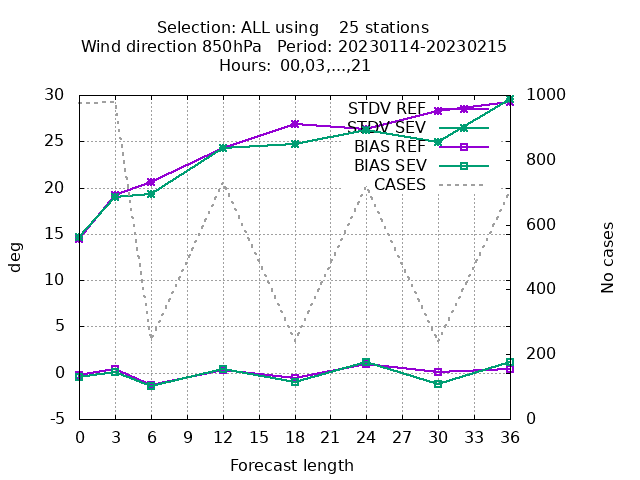 Selection: ALL using    25 stations
Wind direction 850hPa   Period: 20230114-20230215
Hours: 00,03,...,21
30
25
20
15
10
5
0
-5
deg
1000
800
600
400
200
0
No cases
STDV REF
STDV SEV
BIAS REF
BIAS SEV
CASES
0 3 6 9 12 15 18 21 24 27 30 33 36
Forecast length